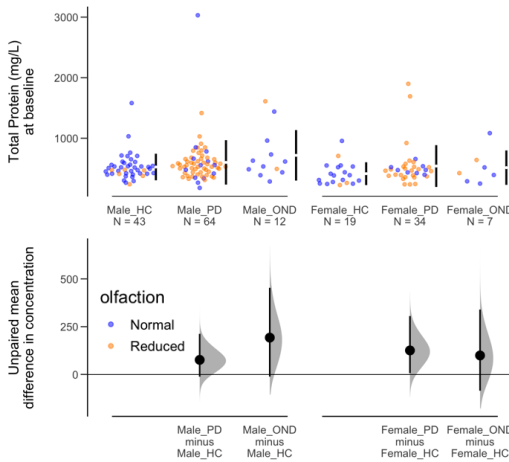 Total Protein (mg/L)
at baseline
3000
2000
1000
Male_HC
N = 43
Male_PD
N = 64
Male_OND
N = 12
Female_HC
N = 19
Female_PD
N = 34
Female_OND
N = 7
Unpaired mean
difference in concentration
500
250
0
olfaction
Normal
Reduced
Male_PD
minus
Male_HC
Male_OND
minus
Male_HC
Female_PD
minus
Female_HC
Female_OND
minus
Female_HC